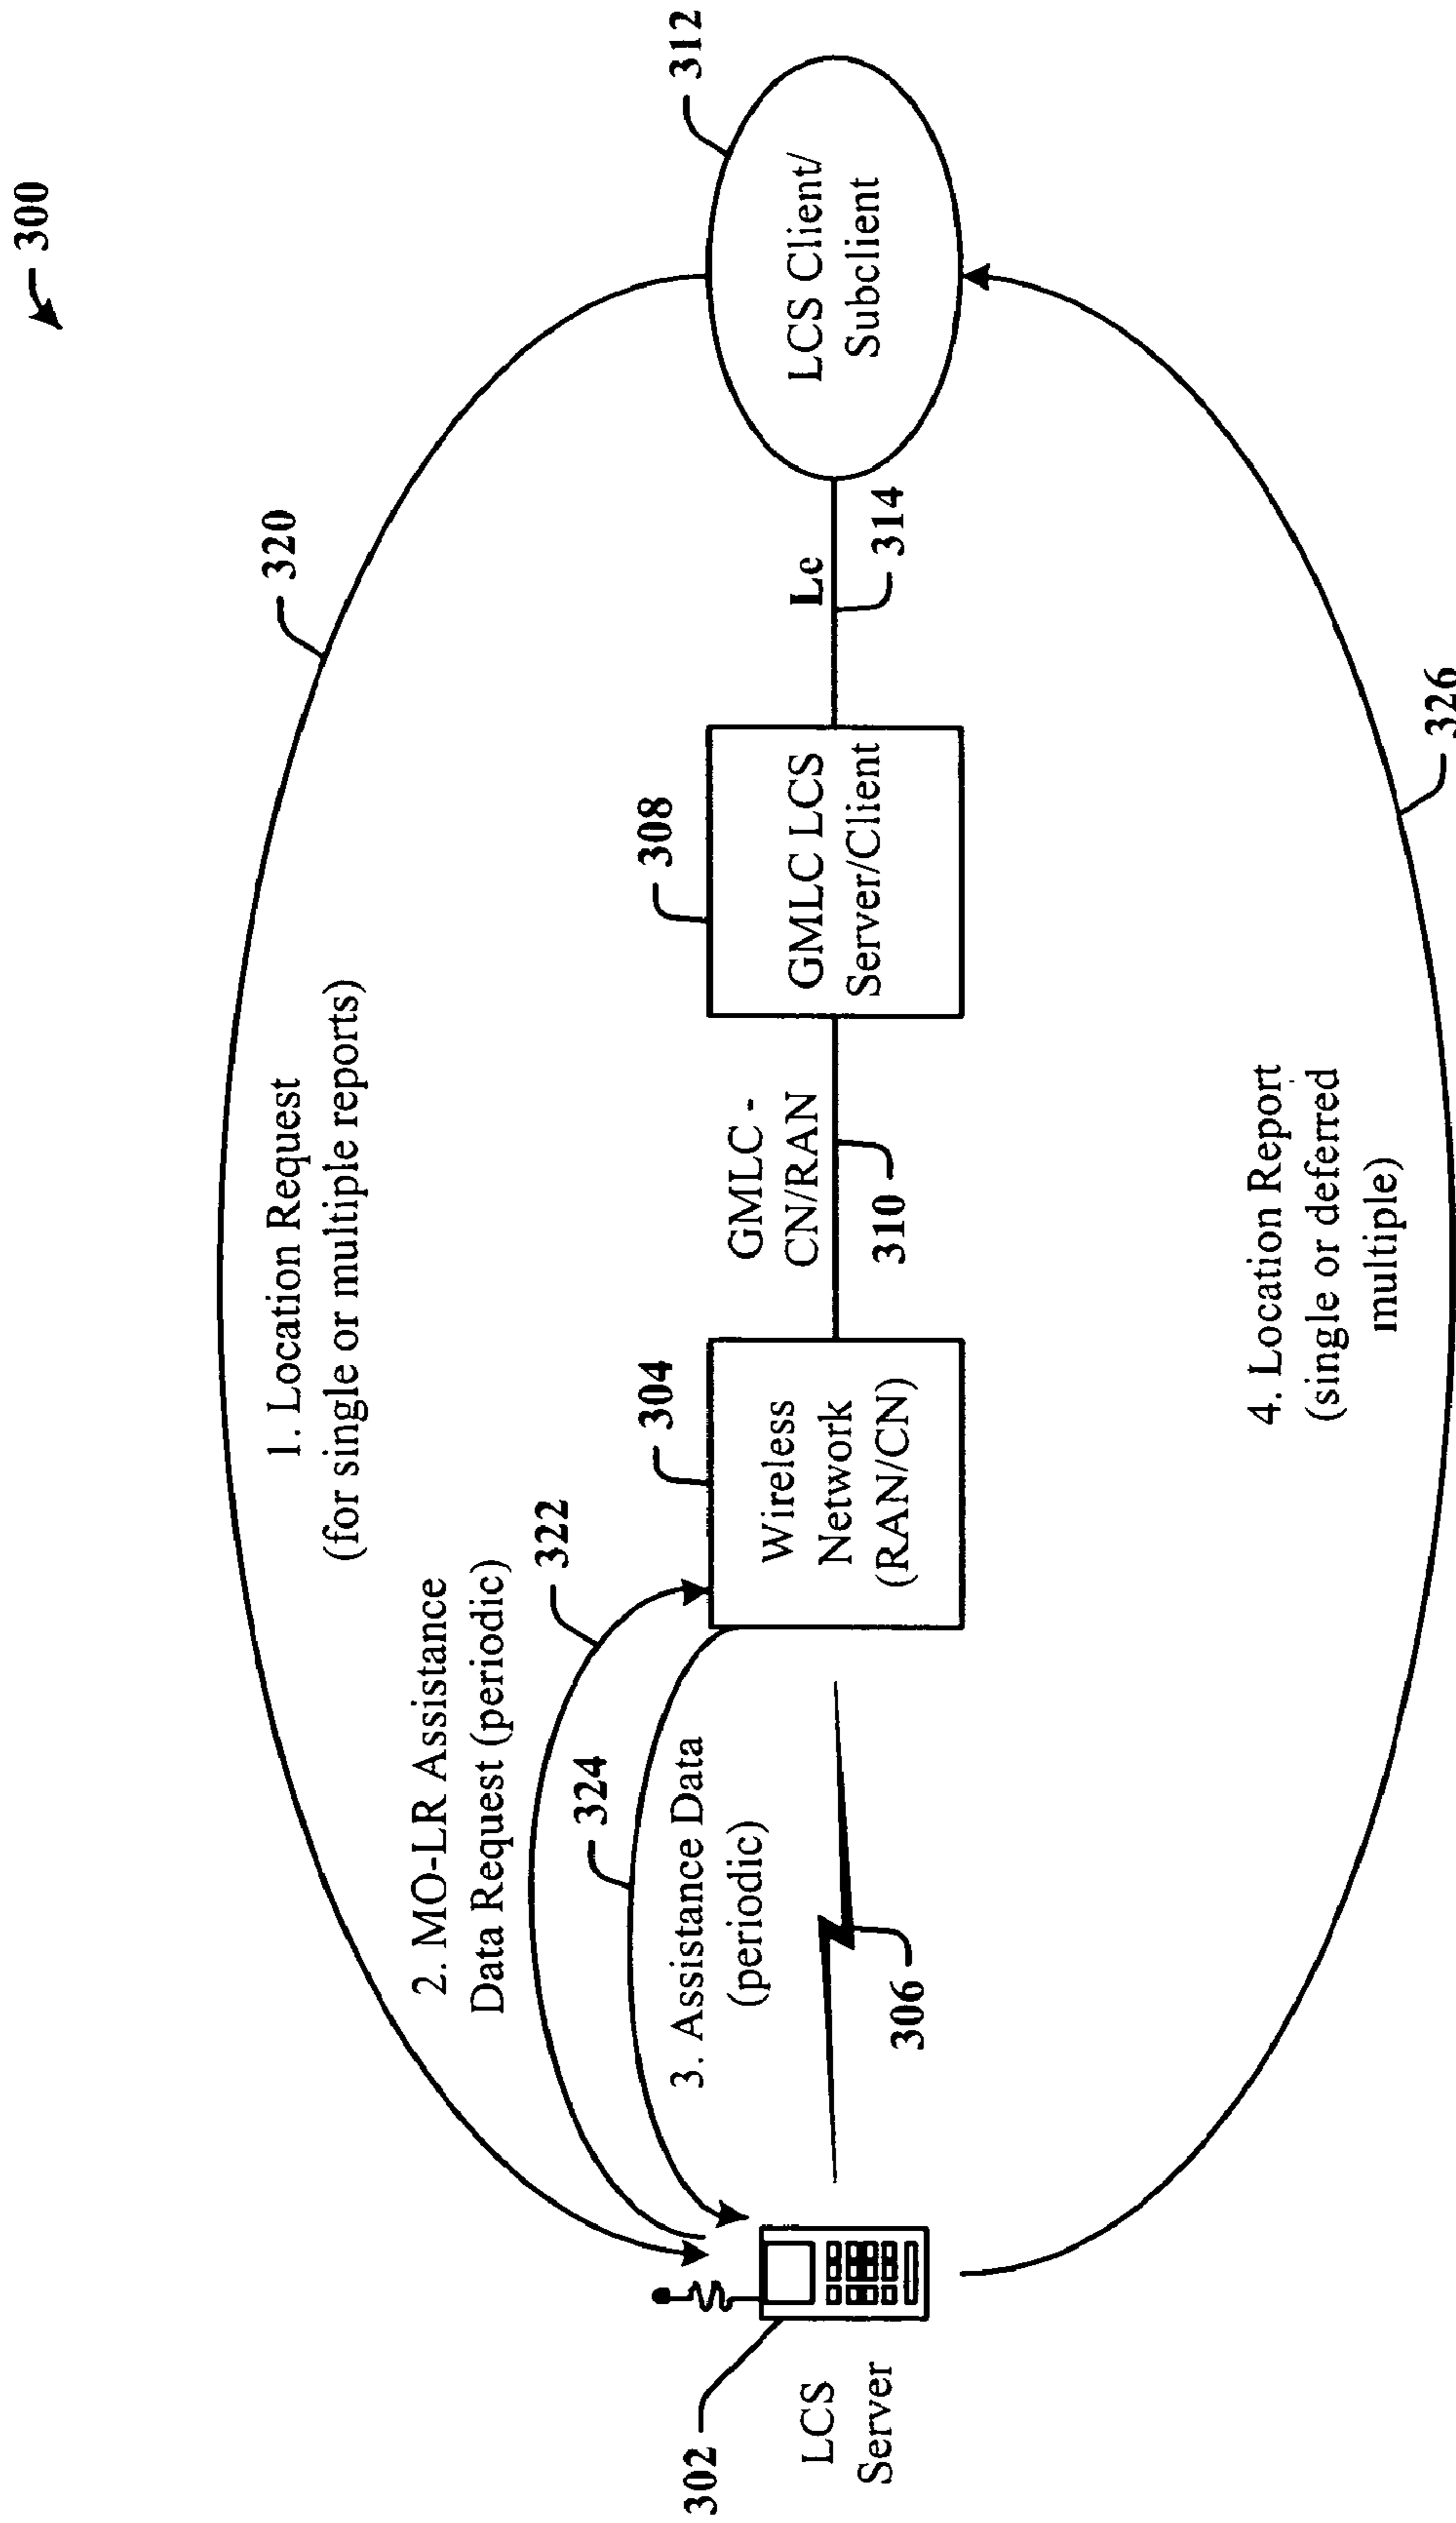 300
320
1. Location Request
(for single or multiple reports)
2. MO-LR Assistance
Data Request (periodic)
322
324
3. Assistance Data
(periodic)
306
302
LCS
Server
304
Wireless
Network
(RAN/CN)
GMLC -
CN/RAN
310
308
GMLC LCS
Server/Client
Le
314
312
LCS Client/
Subclient
4. Location Report
(single or deferred
multiple)
326